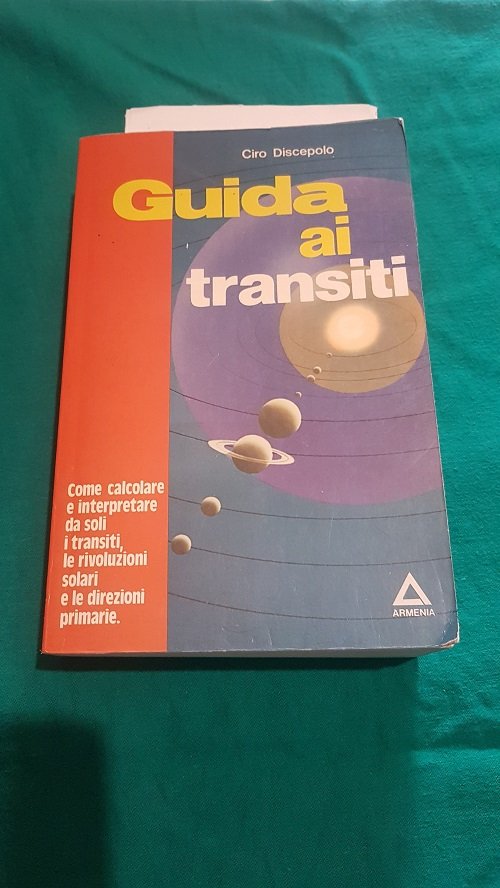 Ciro Discepolo
Guida
ai
transiti
Come calcolare
e interpretare
da soli
i transiti,
le rivoluzioni
solari
e le direzioni
primarie.
ARMENIA